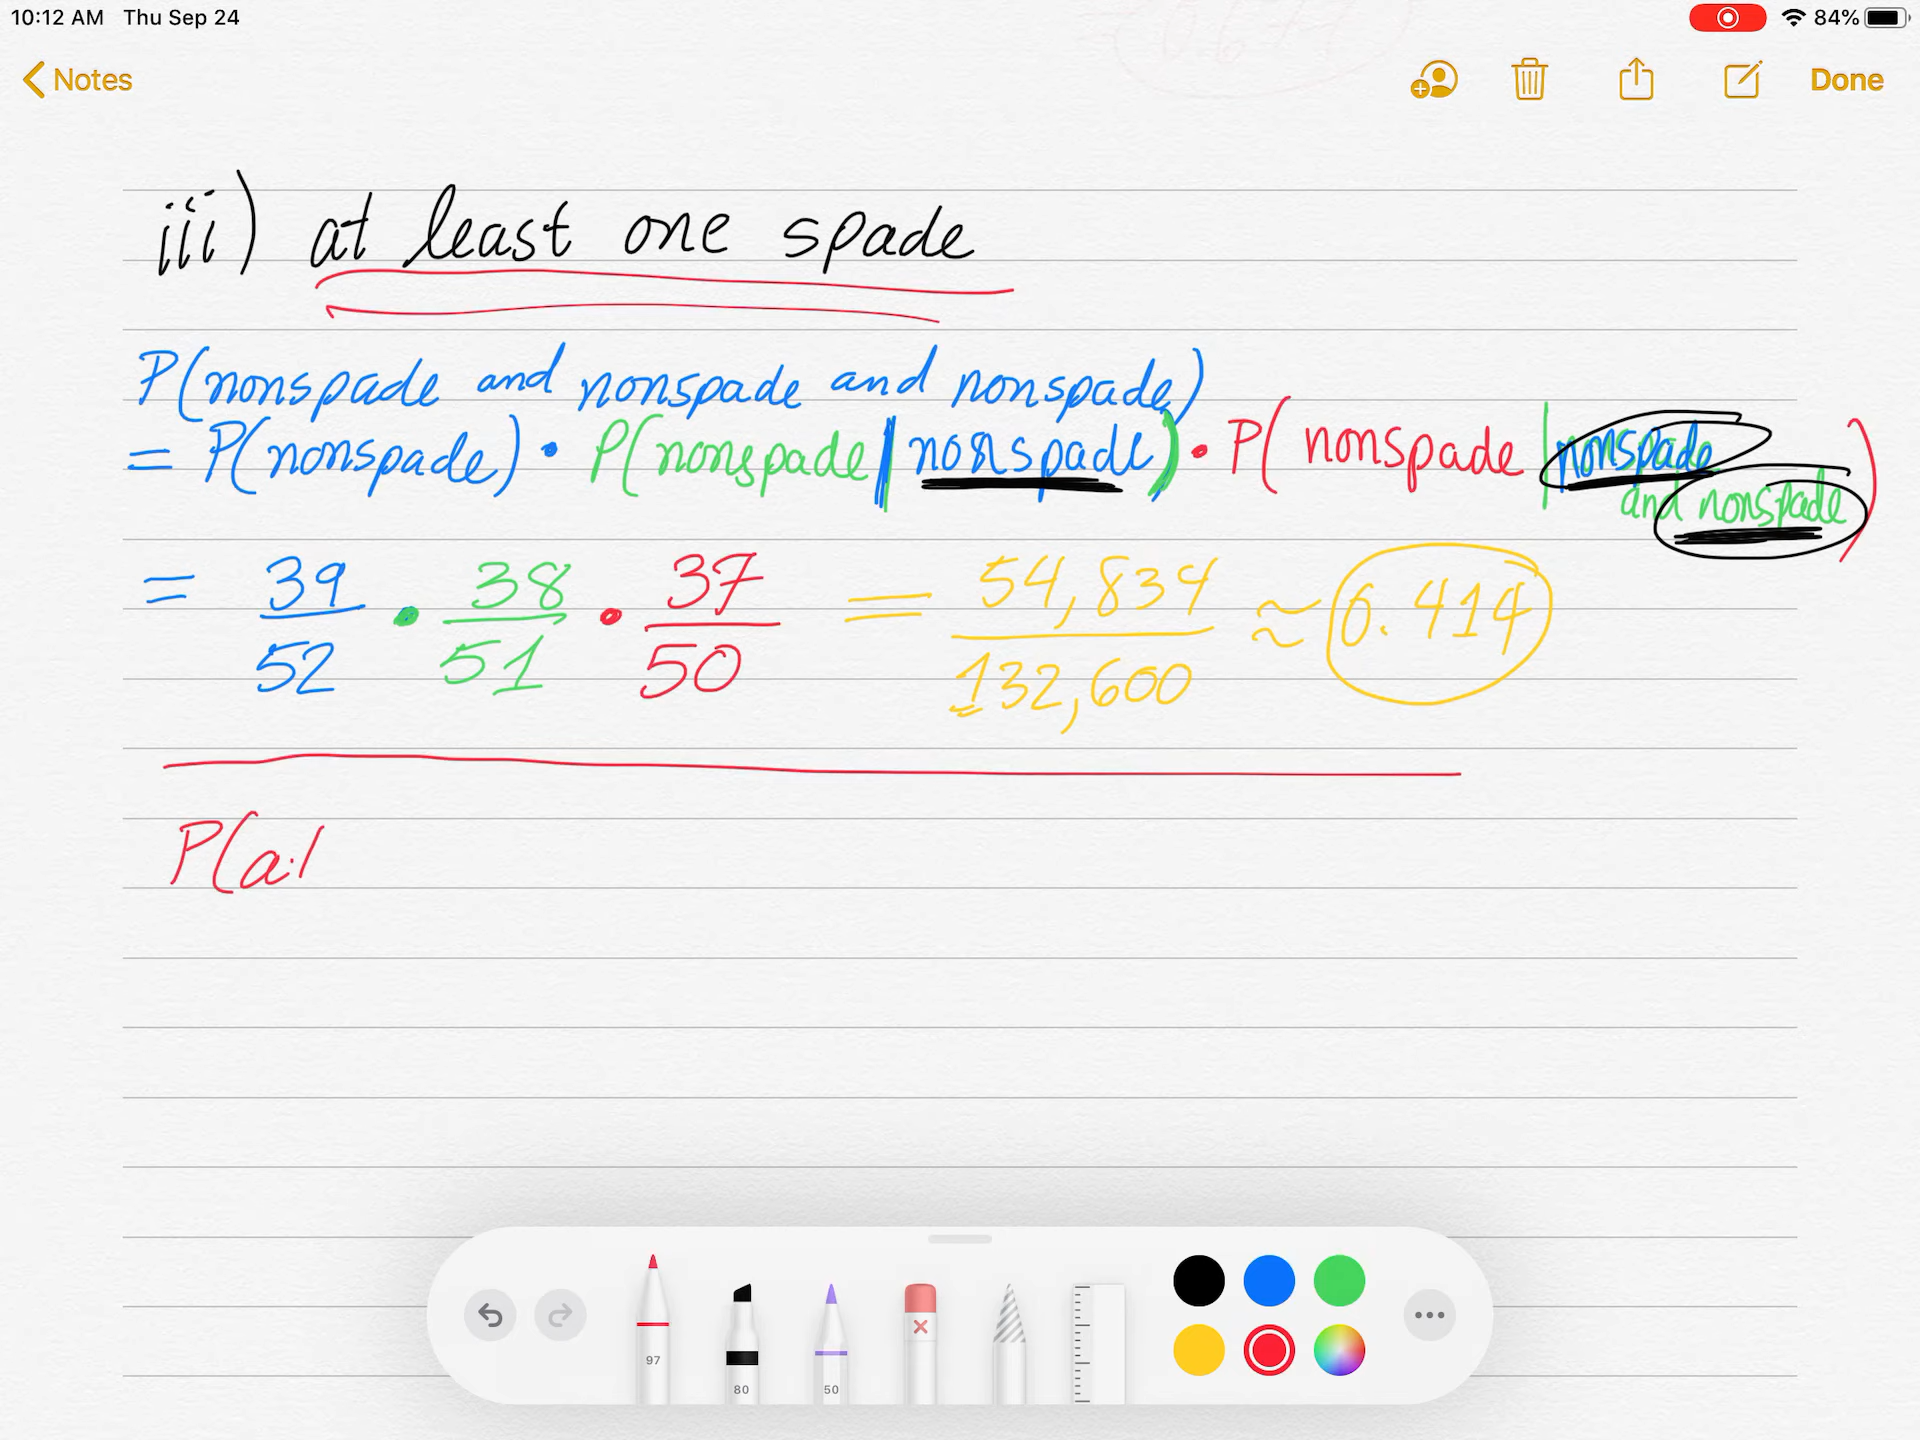 10:12 AM Thu Sep 24 84%
Notes Done
iii) at least one spade
P(nonspade and nonspade and nonspade)
= P(nonspade) · P(nonspade | nonspade) · P( nonspade | nonspade
and nonspade )
= 39/52 · 38/51 · 37/50 = 54,834/132,600 ≈ 0.414
P(a
97 80 50